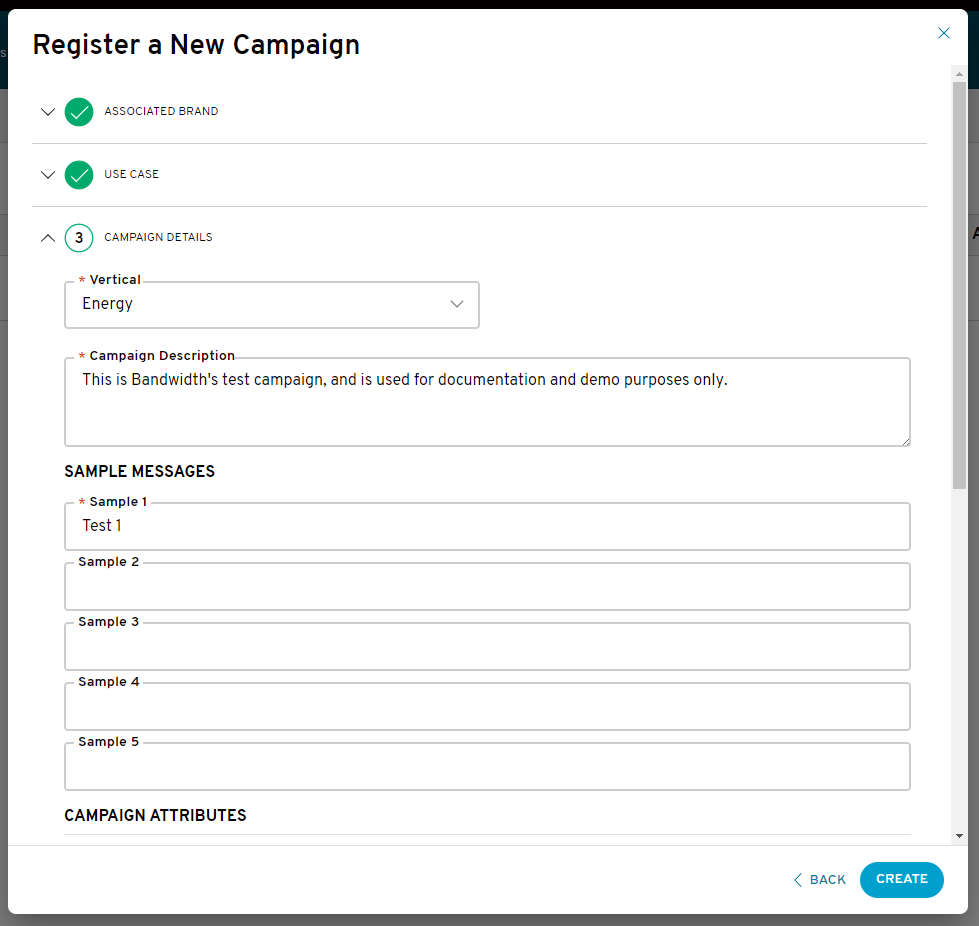 Register a New Campaign
ASSOCIATED BRAND
USE CASE
3 CAMPAIGN DETAILS
* Vertical
Energy
* Campaign Description
This is Bandwidth's test campaign, and is used for documentation and demo purposes only.
SAMPLE MESSAGES
* Sample 1
Test 1
Sample 2
Sample 3
Sample 4
Sample 5
CAMPAIGN ATTRIBUTES
BACK CREATE